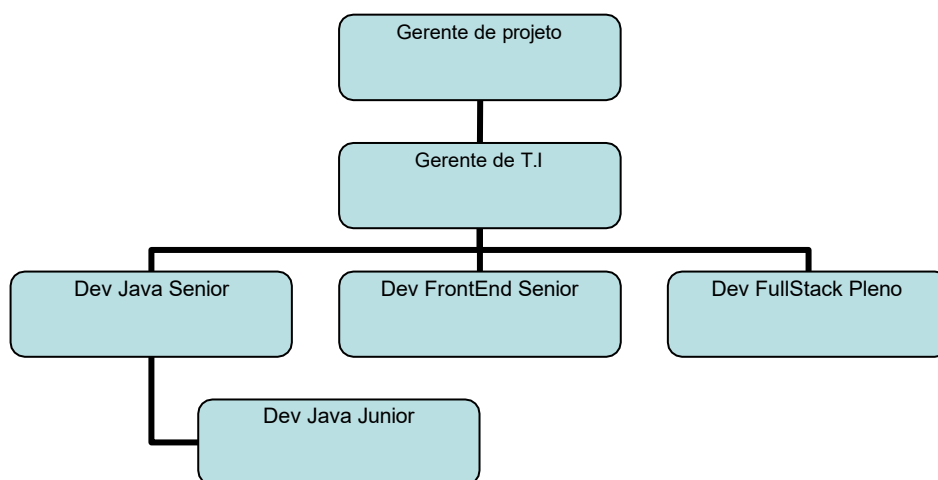 Gerente de projeto
Gerente de T.I
Dev Java Senior
Dev FrontEnd Senior
Dev FullStack Pleno
Dev Java Junior